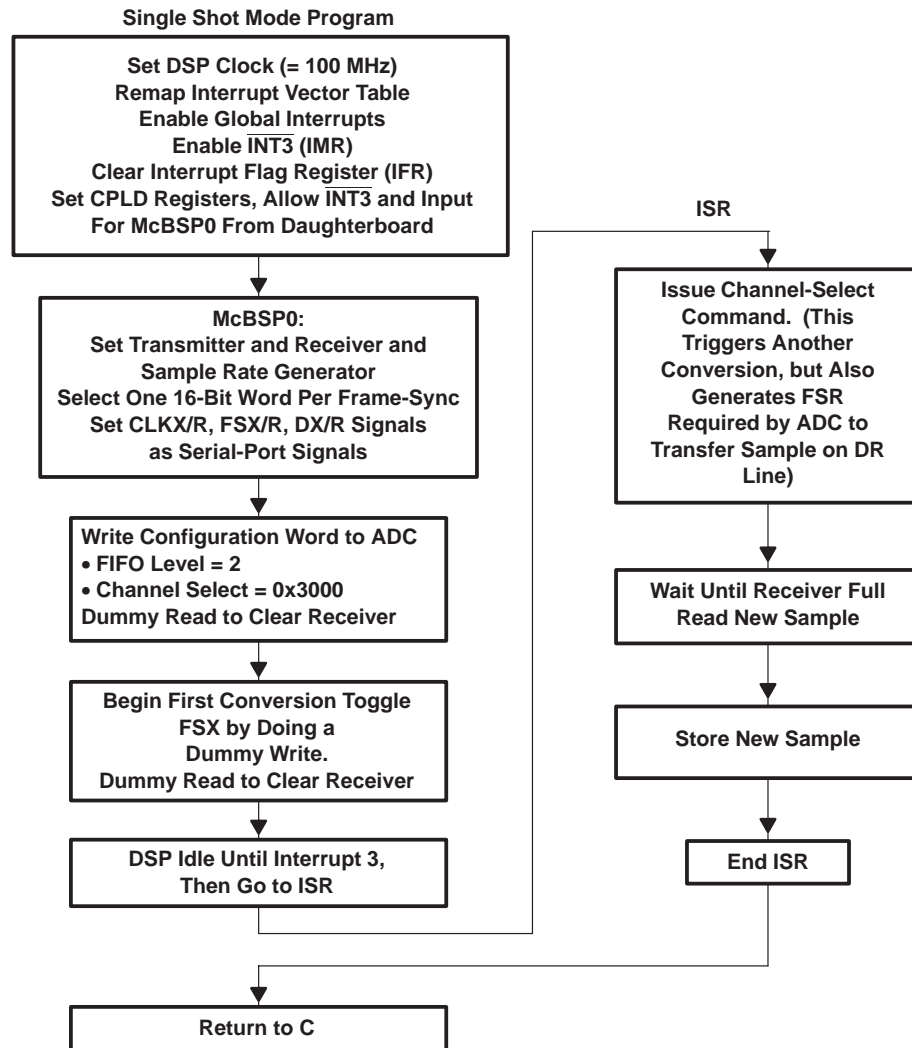 Single Shot Mode Program
Set DSP Clock (= 100 MHz)
Remap Interrupt Vector Table
Enable Global Interrupts
Enable INT3 (IMR)
Clear Interrupt Flag Register (IFR)
Set CPLD Registers, Allow INT3 and Input
For McBSP0 From Daughterboard
McBSP0:
Set Transmitter and Receiver and
Sample Rate Generator
Select One 16-Bit Word Per Frame-Sync
Set CLKX/R, FSX/R, DX/R Signals
as Serial-Port Signals
Write Configuration Word to ADC
• FIFO Level = 2
• Channel Select = 0x3000
Dummy Read to Clear Receiver
Begin First Conversion Toggle
FSX by Doing a
Dummy Write.
Dummy Read to Clear Receiver
DSP Idle Until Interrupt 3,
Then Go to ISR
ISR
Issue Channel-Select
Command. (This
Triggers Another
Conversion, but Also
Generates FSR
Required by ADC to
Transfer Sample on DR
Line)
Wait Until Receiver Full
Read New Sample
Store New Sample
End ISR
Return to C